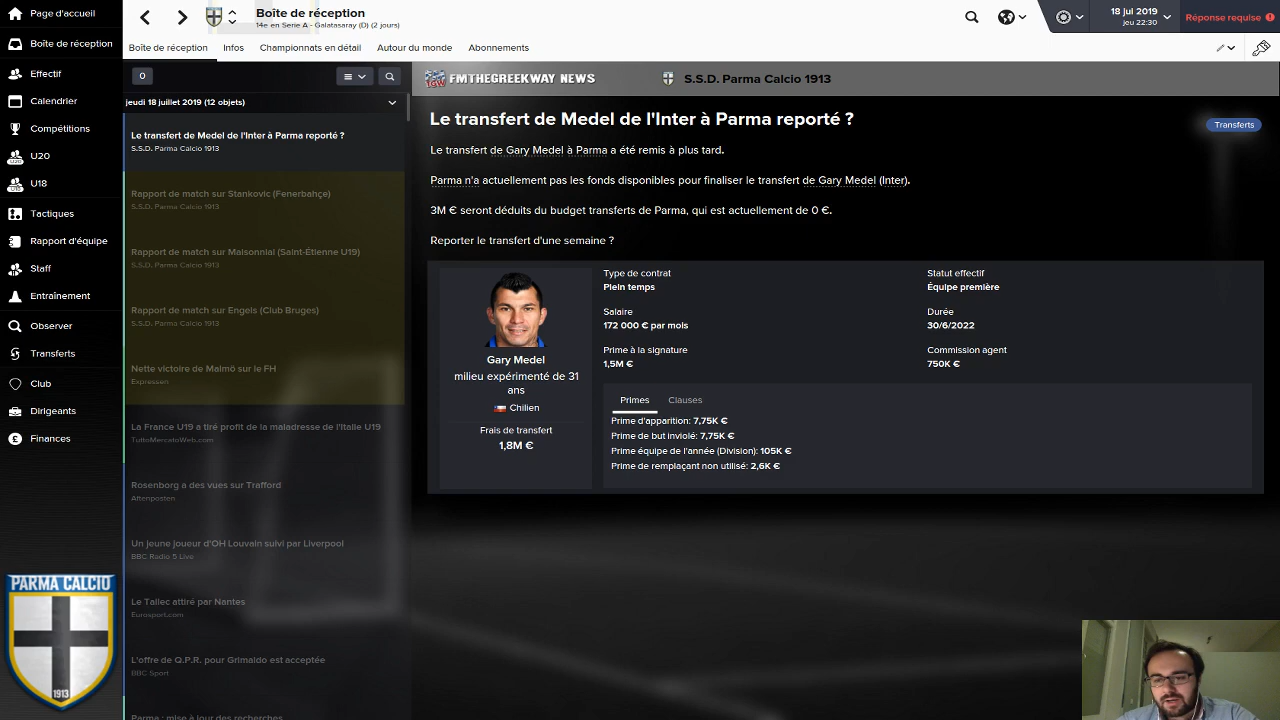 Page d'accueil
Boîte de réception
Effectif
Calendrier
Compétitions
U20
U18
Tactiques
Rapport d'équipe
Staff
Entraînement
Observer
Transferts
Club
Dirigeants
Finances
PARMA CALCIO
1913
Boîte de réception
14e en Serie A - Galatasaray (D) (2 jours)
18 jul 2019
jeu 22:30
Réponse requise
Boîte de réception
Infos
Championnats en détail
Autour du monde
Abonnements
0
jeudi 18 juillet 2019 (12 objets)
Le transfert de Medel de l'Inter à Parma reporté ?
S.S.D. Parma Calcio 1913
Rapport de match sur Stankovic (Fenerbahçe)
S.S.D. Parma Calcio 1913
Rapport de match sur Maisonnial (Saint-Étienne U19)
S.S.D. Parma Calcio 1913
Rapport de match sur Engels (Club Bruges)
S.S.D. Parma Calcio 1913
Nette victoire de Malmö sur le FH
Expressen
La France U19 a tiré profit de la maladresse de l'Italie U19
TuttoMercatoWeb.com
Rosenborg a des vues sur Trafford
Aftenposten
Un jeune joueur d'OH Louvain suivi par Liverpool
BBC Radio 5 Live
Le Tallec attiré par Nantes
Eurosport.com
L'offre de Q.P.R. pour Grimaldo est acceptée
BBC Sport
Parma : mise à jour des recherches
FMTHEGREEKWAY NEWS
S.S.D. Parma Calcio 1913
Le transfert de Medel de l'Inter à Parma reporté ?
Transferts
Le transfert de Gary Medel à Parma a été remis à plus tard.
Parma n'a actuellement pas les fonds disponibles pour finaliser le transfert de Gary Medel (Inter).
3M € seront déduits du budget transferts de Parma, qui est actuellement de 0 €.
Reporter le transfert d'une semaine ?
Gary Medel
milieu expérimenté de 31
ans
Chilien
Frais de transfert
1,8M €
Type de contrat
Plein temps
Statut effectif
Équipe première
Salaire
172 000 € par mois
Durée
30/6/2022
Prime à la signature
1,5M €
Commission agent
750K €
Primes
Clauses
Prime d'apparition: 7,75K €
Prime de but inviolé: 7,75K €
Prime équipe de l'année (Division): 105K €
Prime de remplaçant non utilisé: 2,6K €